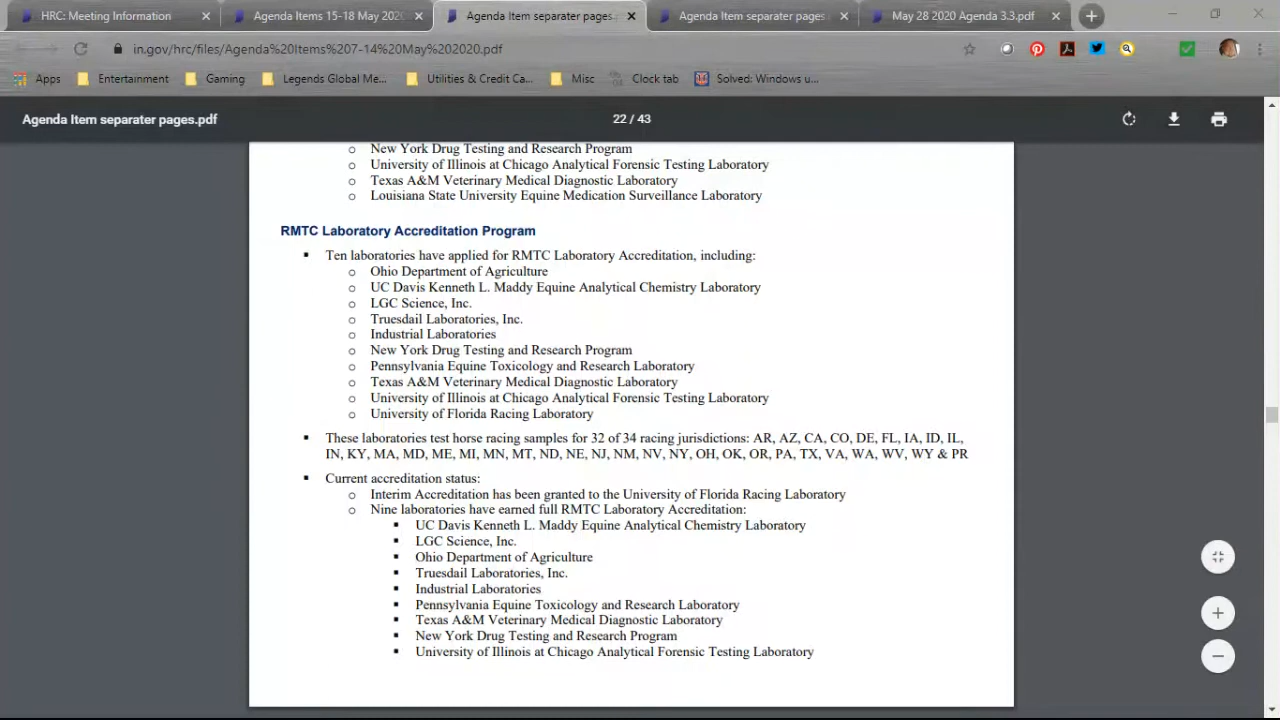 HRC: Meeting Information
Agenda Items 15-18 May 202
Agenda Item separater pages.
Agenda Item separater pages
May 28 2020 Agenda 3.3.pdf
in.gov/hrc/files/Agenda%20Items%207-14%20May%202020.pdf
Apps
Entertainment
Gaming
Legends Global Me...
Utilities & Credit Ca...
Misc
Clock tab
Solved: Windows u...
Agenda Item separater pages.pdf
22 / 43
○ New York Drug Testing and Research Program
○ University of Illinois at Chicago Analytical Forensic Testing Laboratory
○ Texas A&M Veterinary Medical Diagnostic Laboratory
○ Louisiana State University Equine Medication Surveillance Laboratory
RMTC Laboratory Accreditation Program
▪ Ten laboratories have applied for RMTC Laboratory Accreditation, including:
○ Ohio Department of Agriculture
○ UC Davis Kenneth L. Maddy Equine Analytical Chemistry Laboratory
○ LGC Science, Inc.
○ Truesdail Laboratories, Inc.
○ Industrial Laboratories
○ New York Drug Testing and Research Program
○ Pennsylvania Equine Toxicology and Research Laboratory
○ Texas A&M Veterinary Medical Diagnostic Laboratory
○ University of Illinois at Chicago Analytical Forensic Testing Laboratory
○ University of Florida Racing Laboratory
▪ These laboratories test horse racing samples for 32 of 34 racing jurisdictions: AR, AZ, CA, CO, DE, FL, IA, ID, IL,
IN, KY, MA, MD, ME, MI, MN, MT, ND, NE, NJ, NM, NV, NY, OH, OK, OR, PA, TX, VA, WA, WV, WY & PR
▪ Current accreditation status:
○ Interim Accreditation has been granted to the University of Florida Racing Laboratory
○ Nine laboratories have earned full RMTC Laboratory Accreditation:
▪ UC Davis Kenneth L. Maddy Equine Analytical Chemistry Laboratory
▪ LGC Science, Inc.
▪ Ohio Department of Agriculture
▪ Truesdail Laboratories, Inc.
▪ Industrial Laboratories
▪ Pennsylvania Equine Toxicology and Research Laboratory
▪ Texas A&M Veterinary Medical Diagnostic Laboratory
▪ New York Drug Testing and Research Program
▪ University of Illinois at Chicago Analytical Forensic Testing Laboratory